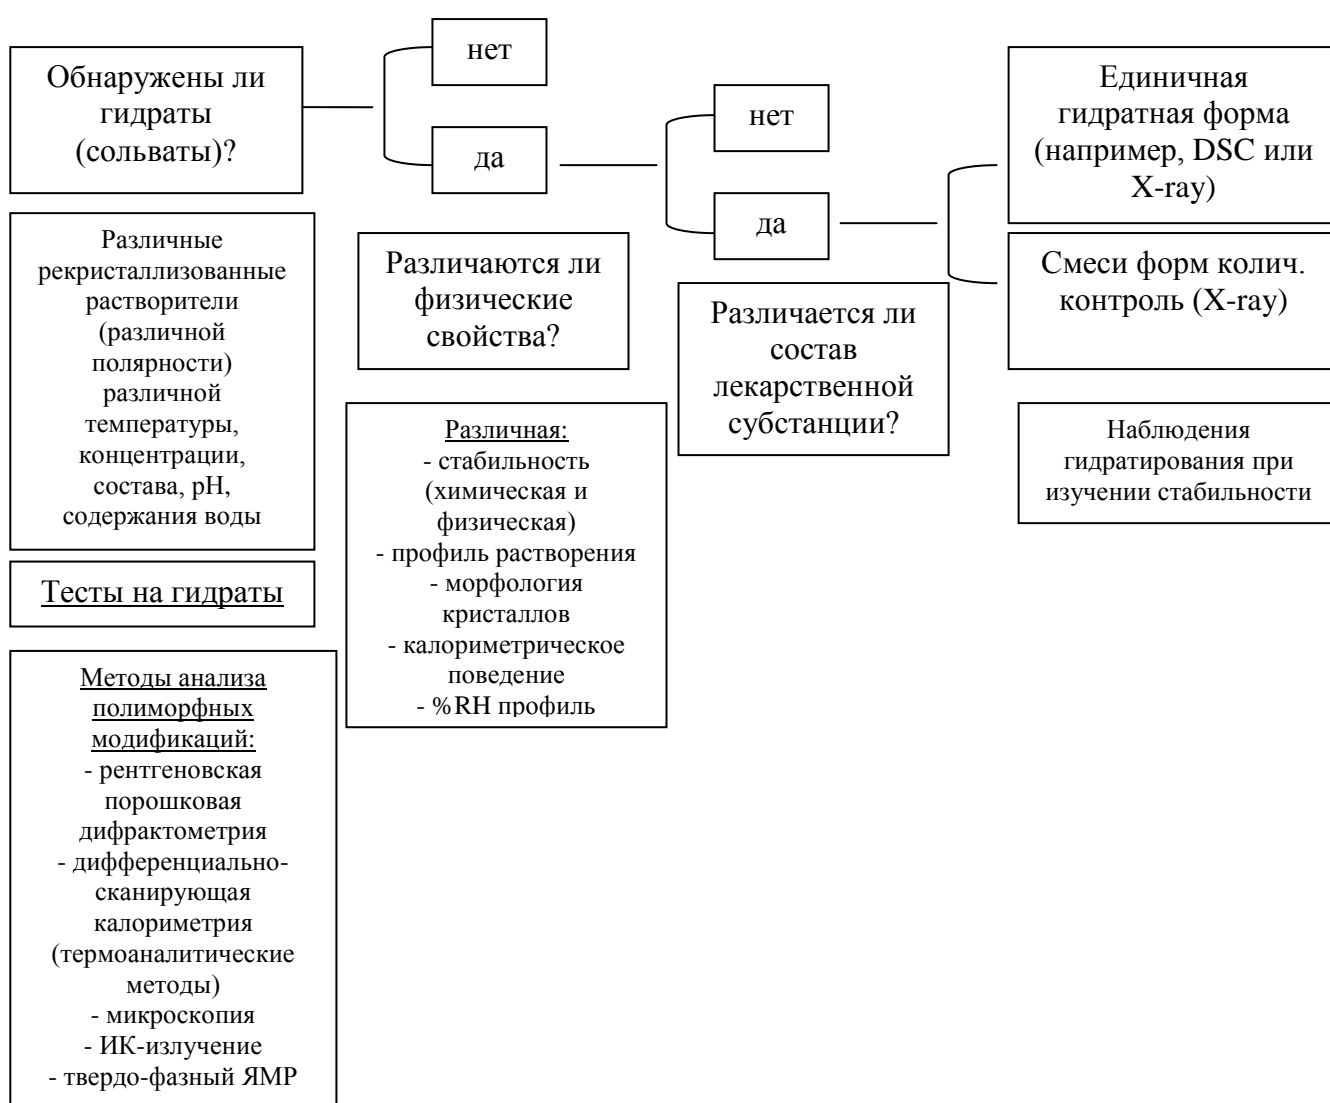 Обнаружены ли
гидраты
(сольваты)?
нет
да
нет
да
Единичная
гидратная форма
(например, DSC или
X-ray)
Смеси форм колич.
контроль (X-ray)
Различные
рекристаллизованные
растворители
(различной
полярности)
различной
температуры,
концентрации,
состава, pH,
содержания воды
Различаются ли
физические
свойства?
Различается ли
состав
лекарственной
субстанции?
Наблюдения
гидратирования при
изучении стабильности
Различная:
- стабильность
(химическая и
физическая)
- профиль растворения
- морфология
кристаллов
- калориметрическое
поведение
- %RH профиль
Тесты на гидраты
Методы анализа
полиморфных
модификаций:
- рентгеновская
порошковая
дифрактометрия
- дифференциально-
сканирующая
калориметрия
(термоаналитические
методы)
- микроскопия
- ИК-излучение
- твердо-фазный ЯМР